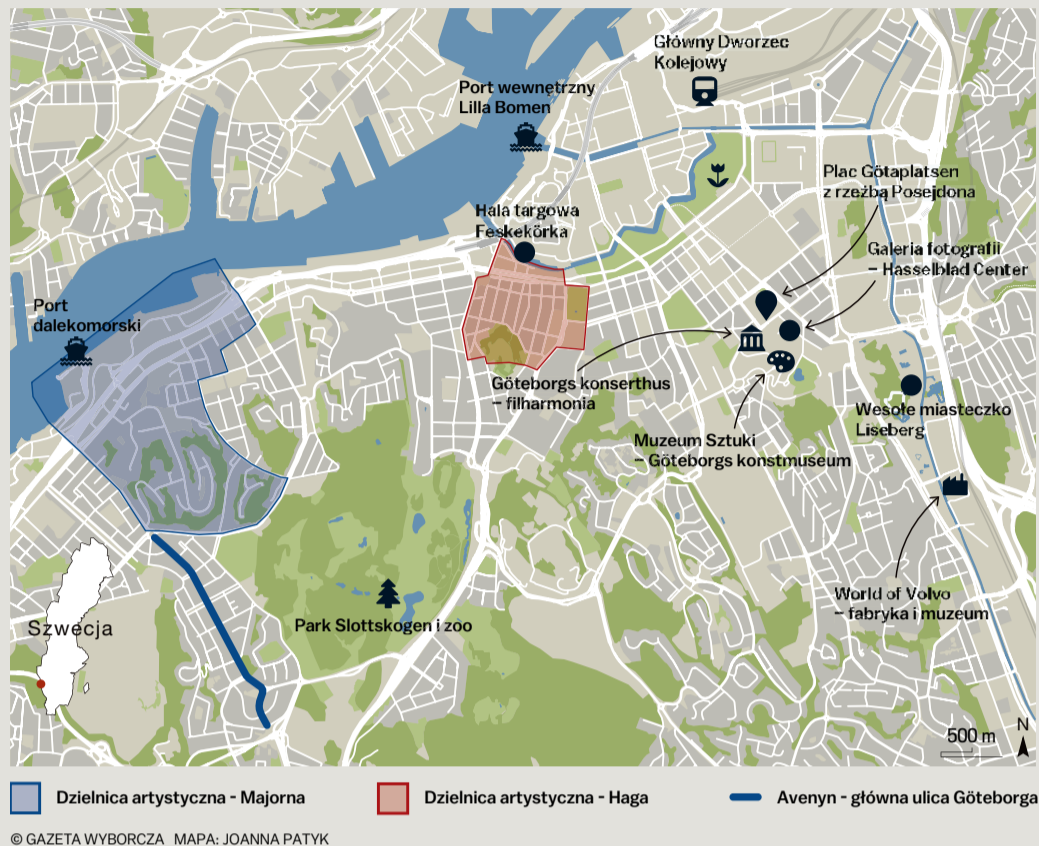 Główny Dworzec
Kolejowy
Port wewnętrzny
Lilla Bomen
Plac Götaplatsen
z rzeźbą Posejdona
Hala targowa
Feskekörka
Galeria fotografii
– Hasselblad Center
Port
dalekomorski
Göteborgs konserthus
– filharmonia
Wesołe miasteczko
Liseberg
Muzeum Sztuki
– Göteborgs konstmuseum
World of Volvo
– fabryka i muzeum
Szwecja
Park Slottskogen i zoo
500 m
N
Dzielnica artystyczna - Majorna
Dzielnica artystyczna - Haga
Avenyn - główna ulica Göteborga
© GAZETA WYBORCZA MAPA: JOANNA PATYK